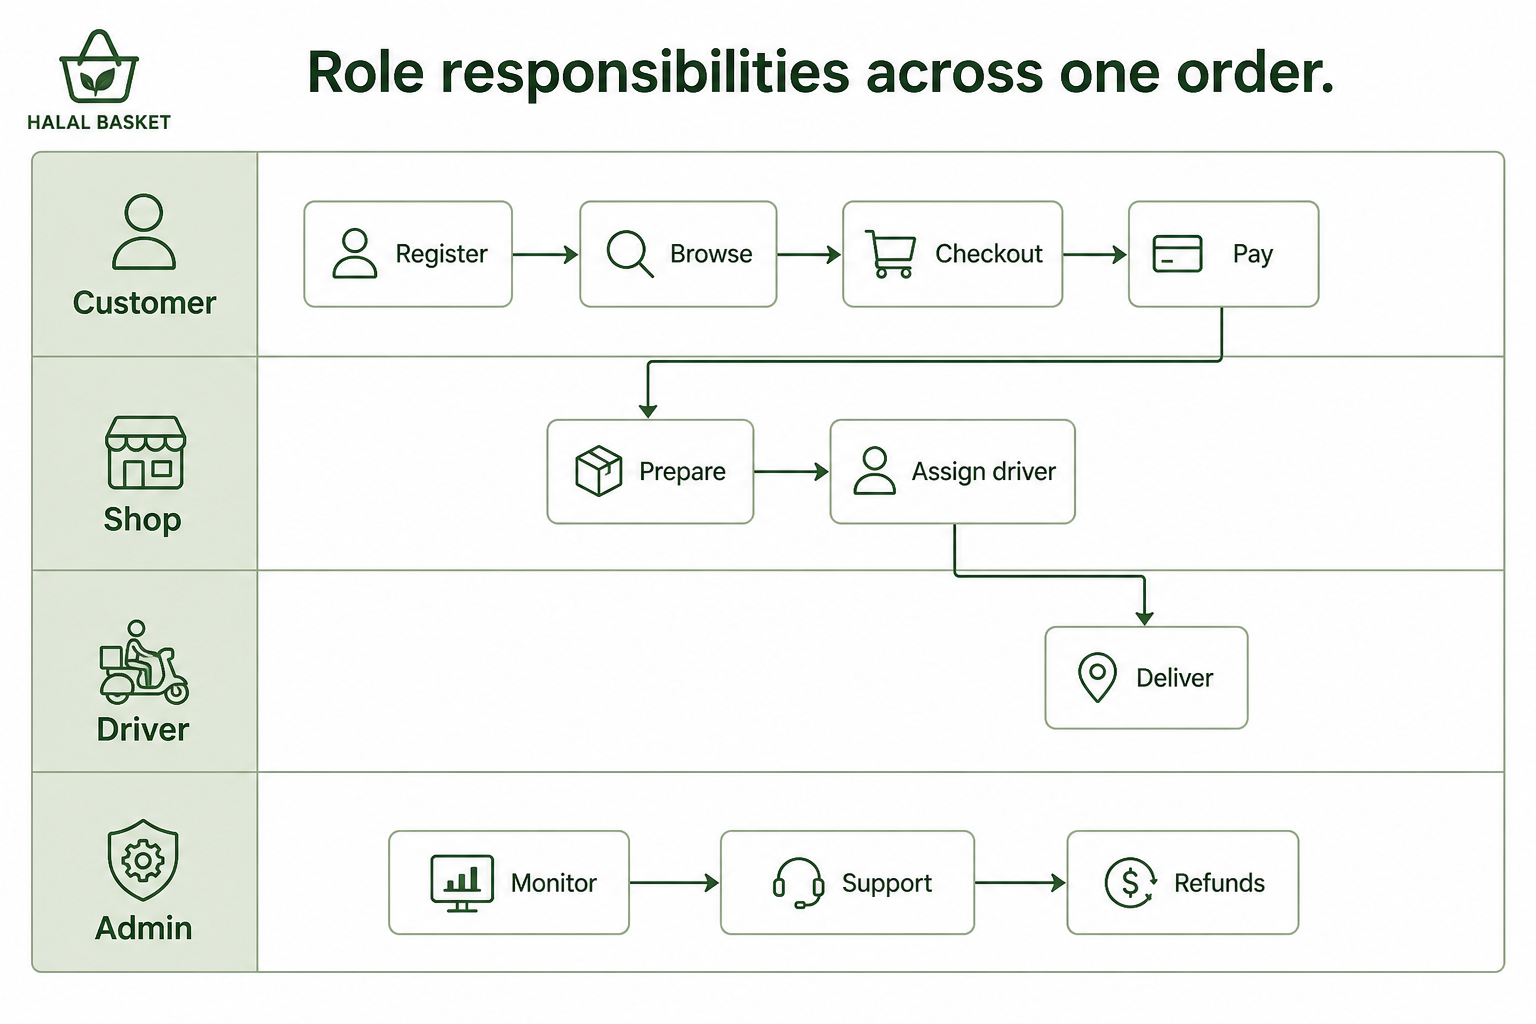 HALAL BASKET
Role responsibilities across one order.
Customer
Register
Browse
Checkout
Pay
Shop
Prepare
Assign driver
Driver
Deliver
Admin
Monitor
Support
$
Refunds